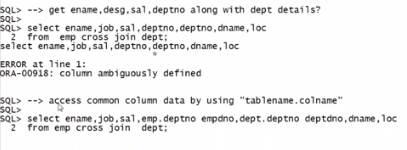 SQL> --> get ename,desg,sal,deptno along with dept details?
SQL>
SQL> select ename,job,sal,deptno,deptno,dname,loc
2 from emp cross join dept;
select ename,job,sal,deptno,deptno,dname,loc
*
ERROR at line 1:
ORA-00918: column ambiguously defined
SQL> --> access common column data by using "tablename.colname"
SQL>
SQL> select ename,job,sal,emp.deptno empdno,dept.deptno deptdno,dname,loc
2 from emp cross join dept;